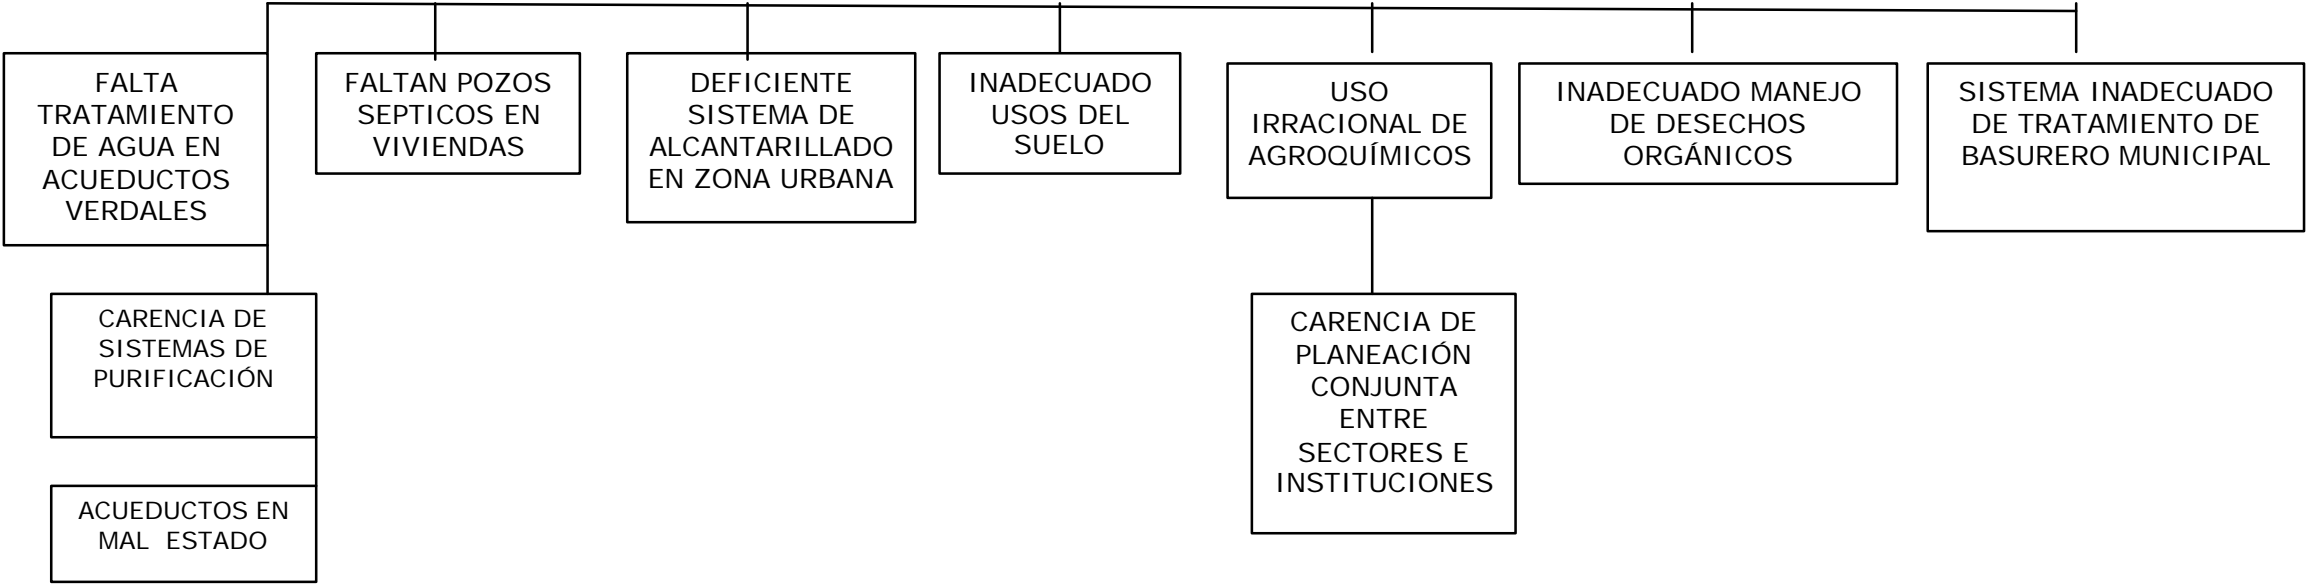 FALTA
TRATAMIENTO
DE AGUA EN
ACUEDUCTOS
VERDALES
FALTAN POZOS
SEPTICOS EN
VIVIENDAS
DEFICIENTE
SISTEMA DE
ALCANTARILLADO
EN ZONA URBANA
INADECUADO
USOS DEL
SUELO
USO
IRRACIONAL DE
AGROQUÍMICOS
INADECUADO MANEJO
DE DESECHOS
ORGÁNICOS
SISTEMA INADECUADO
DE TRATAMIENTO DE
BASURERO MUNICIPAL
CARENCIA DE
SISTEMAS DE
PURIFICACIÓN
CARENCIA DE
PLANEACIÓN
CONJUNTA
ENTRE
SECTORES E
INSTITUCIONES
ACUEDUCTOS EN
MAL ESTADO